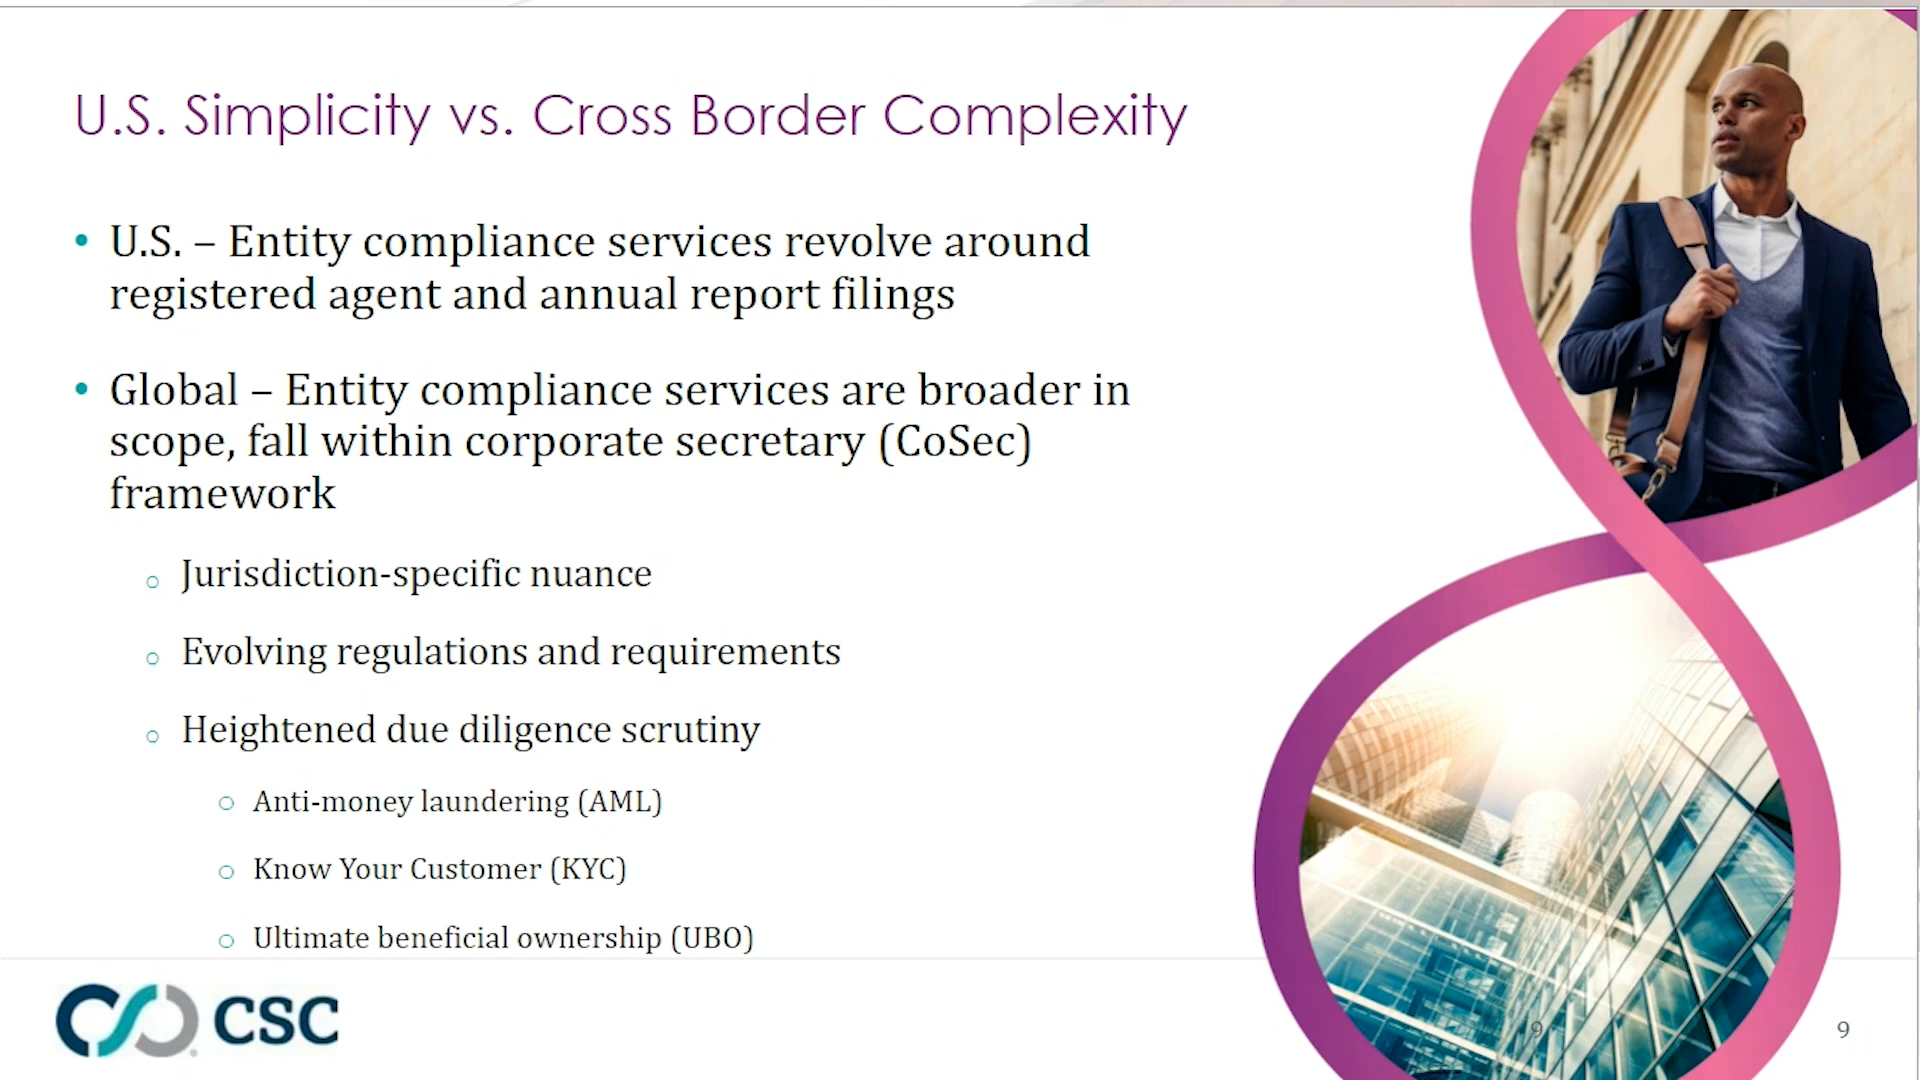 U.S. Simplicity vs. Cross Border Complexity
• U.S. – Entity compliance services revolve around
registered agent and annual report filings
• Global – Entity compliance services are broader in
scope, fall within corporate secretary (CoSec)
framework
○ Jurisdiction-specific nuance
○ Evolving regulations and requirements
○ Heightened due diligence scrutiny
○ Anti-money laundering (AML)
○ Know Your Customer (KYC)
○ Ultimate beneficial ownership (UBO)
CSC
9
9